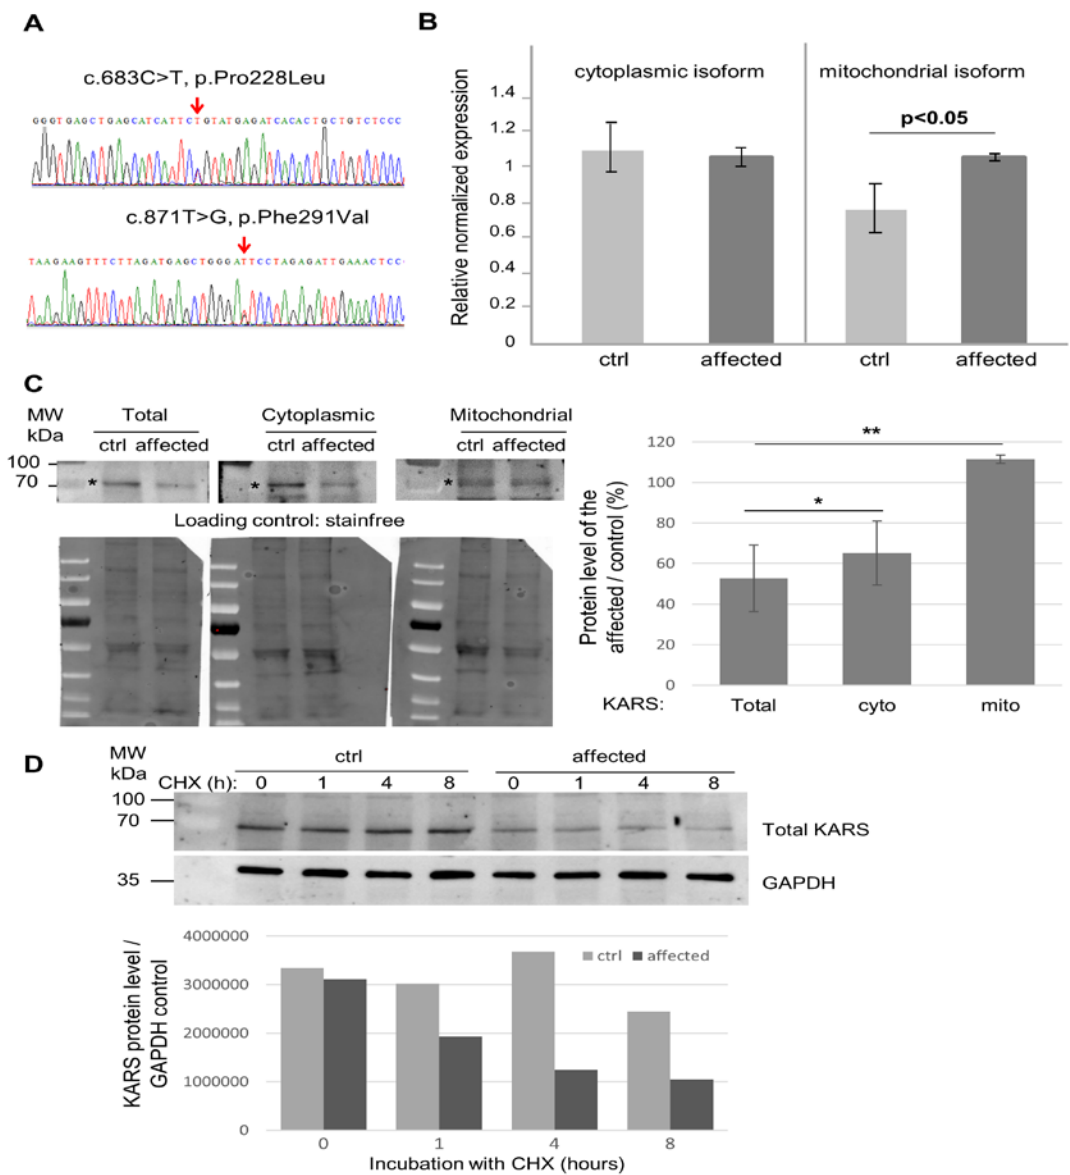 A
c.683C>T, p.Pro228Leu
GGGTGAGCTGAGCATCATTCTGTATGAGATCACACTGCTGTCTCCC
c.871T>G, p.Phe291Val
TAAGAAGTTTCTTAGATGAGCTGGGATTCCTAGAGATTGAAACTCC
B
cytoplasmic isoform
mitochondrial isoform
p<0.05
Relative normalized expression
1.4
1.2
1
0.8
0.6
0.4
0.2
0
ctrl
affected
ctrl
affected
C
MW
kDa
Total
Cytoplasmic
Mitochondrial
ctrl affected
ctrl affected
ctrl affected
100
70
*
*
*
Loading control: stainfree
Protein level of the
affected / control (%)
120
100
80
60
40
20
0
**
*
KARS:
Total
cyto
mito
D
MW
kDa
ctrl
affected
CHX (h):
0 1 4 8 0 1 4 8
100
70
Total KARS
35
GAPDH
KARS protein level /
GAPDH control
4000000
3000000
2000000
1000000
0
ctrl
affected
0 1 4 8
Incubation with CHX (hours)